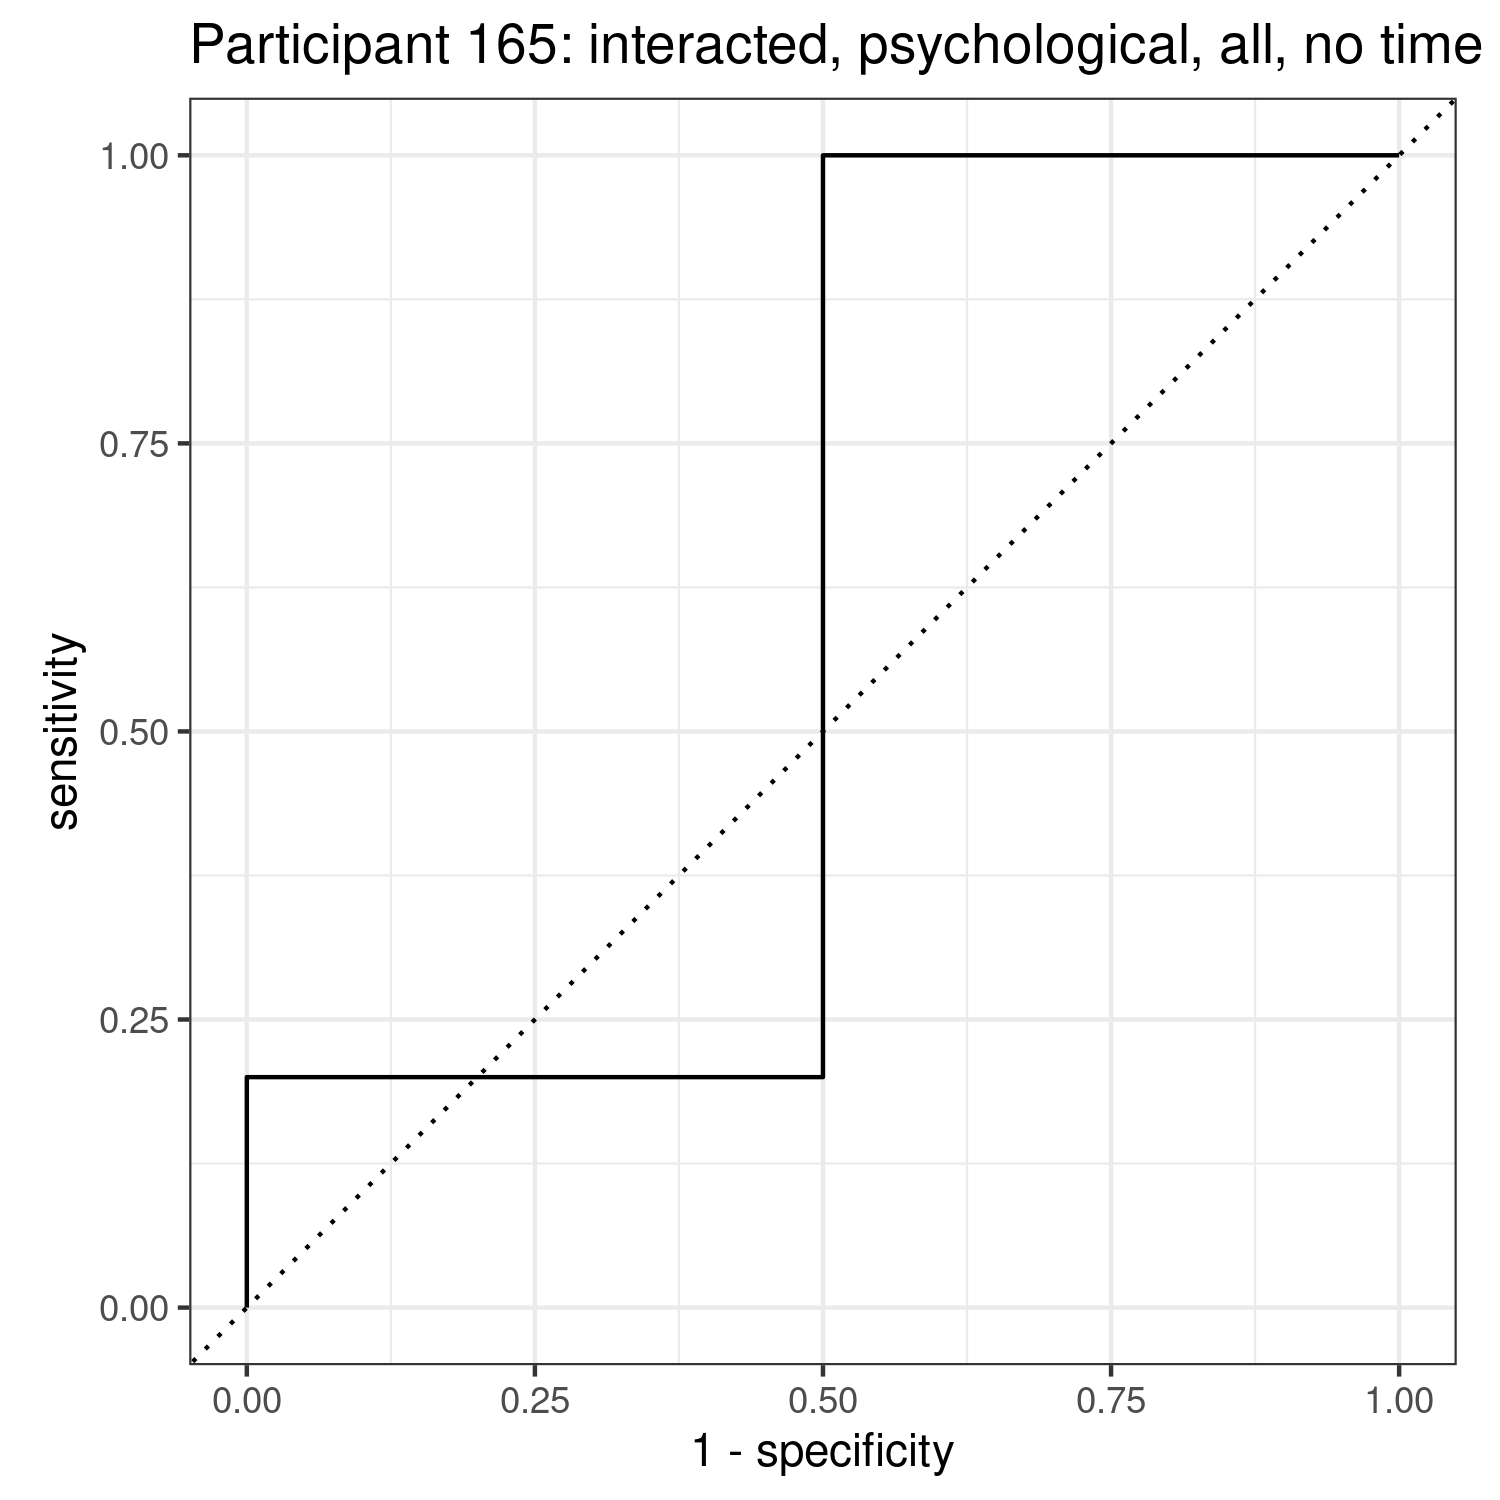 Participant 165: interacted, psychological, all, no time
1.00
0.75
0.50
0.25
0.00
sensitivity
0.00 0.25 0.50 0.75 1.00
1 - specificity